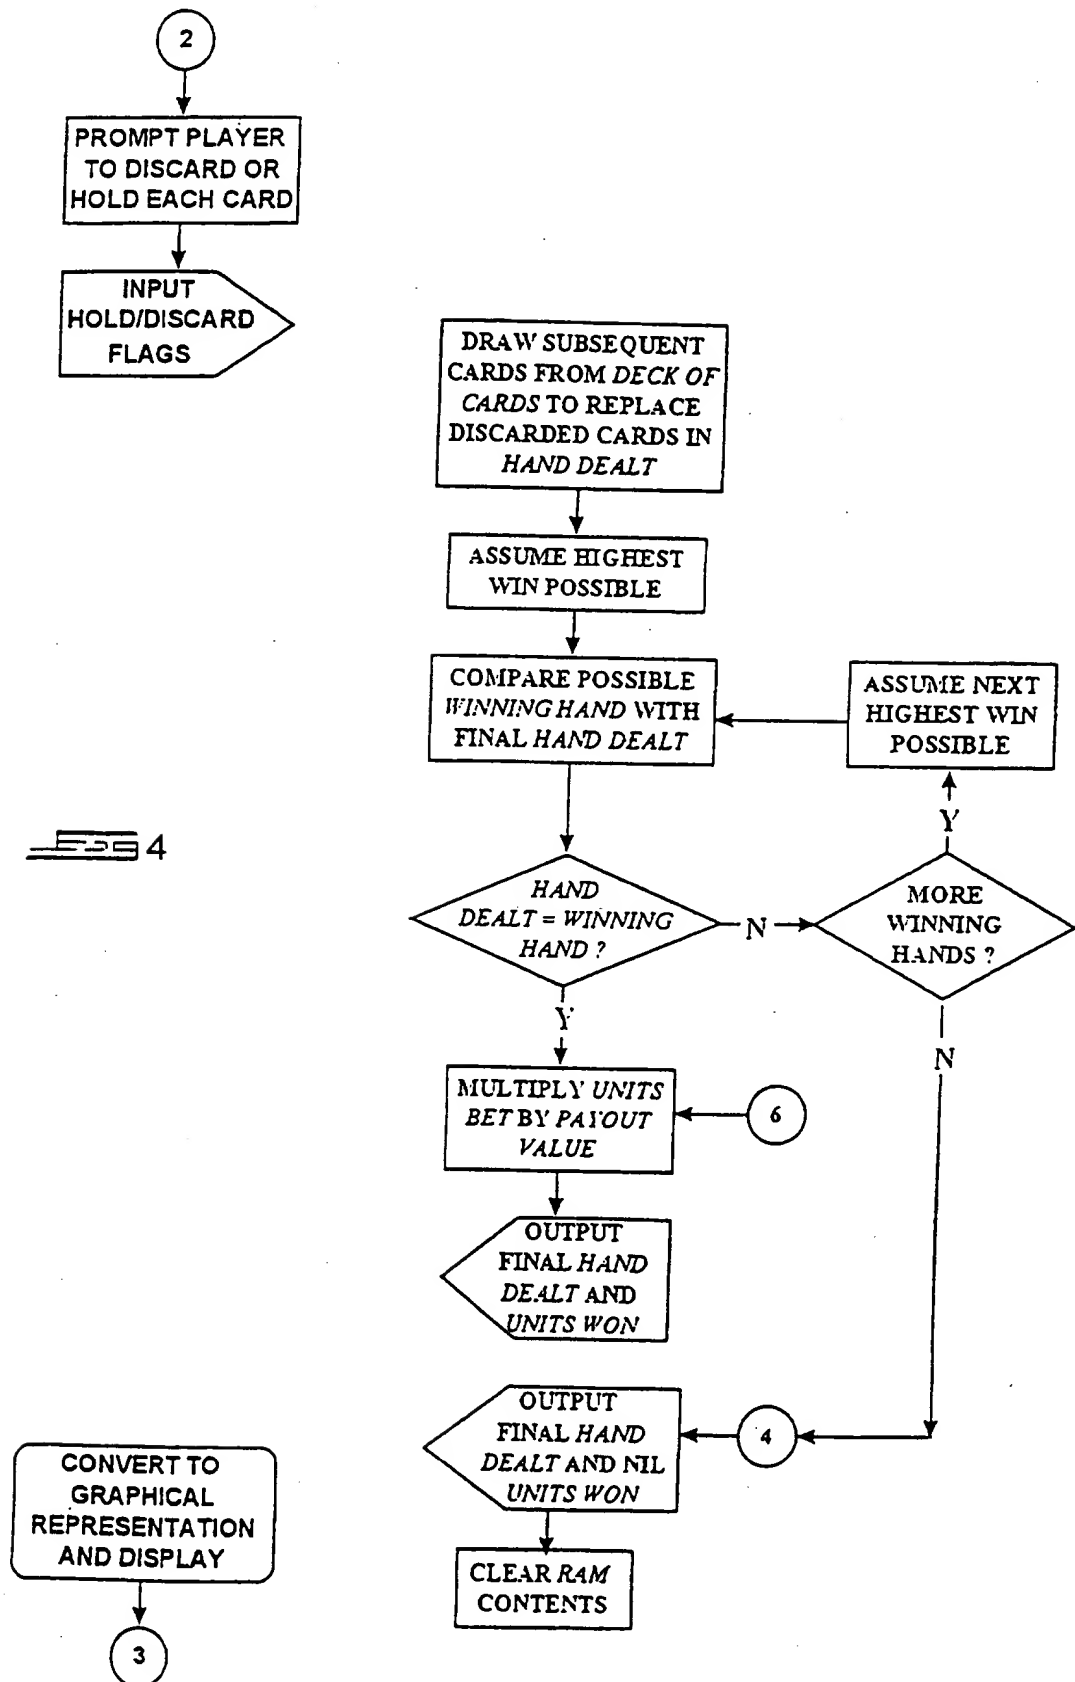 2
PROMPT PLAYER
TO DISCARD OR
HOLD EACH CARD
INPUT
HOLD/DISCARD
FLAGS
DRAW SUBSEQUENT
CARDS FROM DECK OF
CARDS TO REPLACE
DISCARDED CARDS IN
HAND DEALT
ASSUME HIGHEST
WIN POSSIBLE
COMPARE POSSIBLE
WINNING HAND WITH
FINAL HAND DEALT
ASSUME NEXT
HIGHEST WIN
POSSIBLE
Y
4
HAND
DEALT = WINNING
HAND ?
N
MORE
WINNING
HANDS ?
Y
N
MULTIPLY UNITS
BET BY PAYOUT
VALUE
6
OUTPUT
FINAL HAND
DEALT AND
UNITS WON
OUTPUT
FINAL HAND
DEALT AND NIL
UNITS WON
4
CONVERT TO
GRAPHICAL
REPRESENTATION
AND DISPLAY
CLEAR RAM
CONTENTS
3